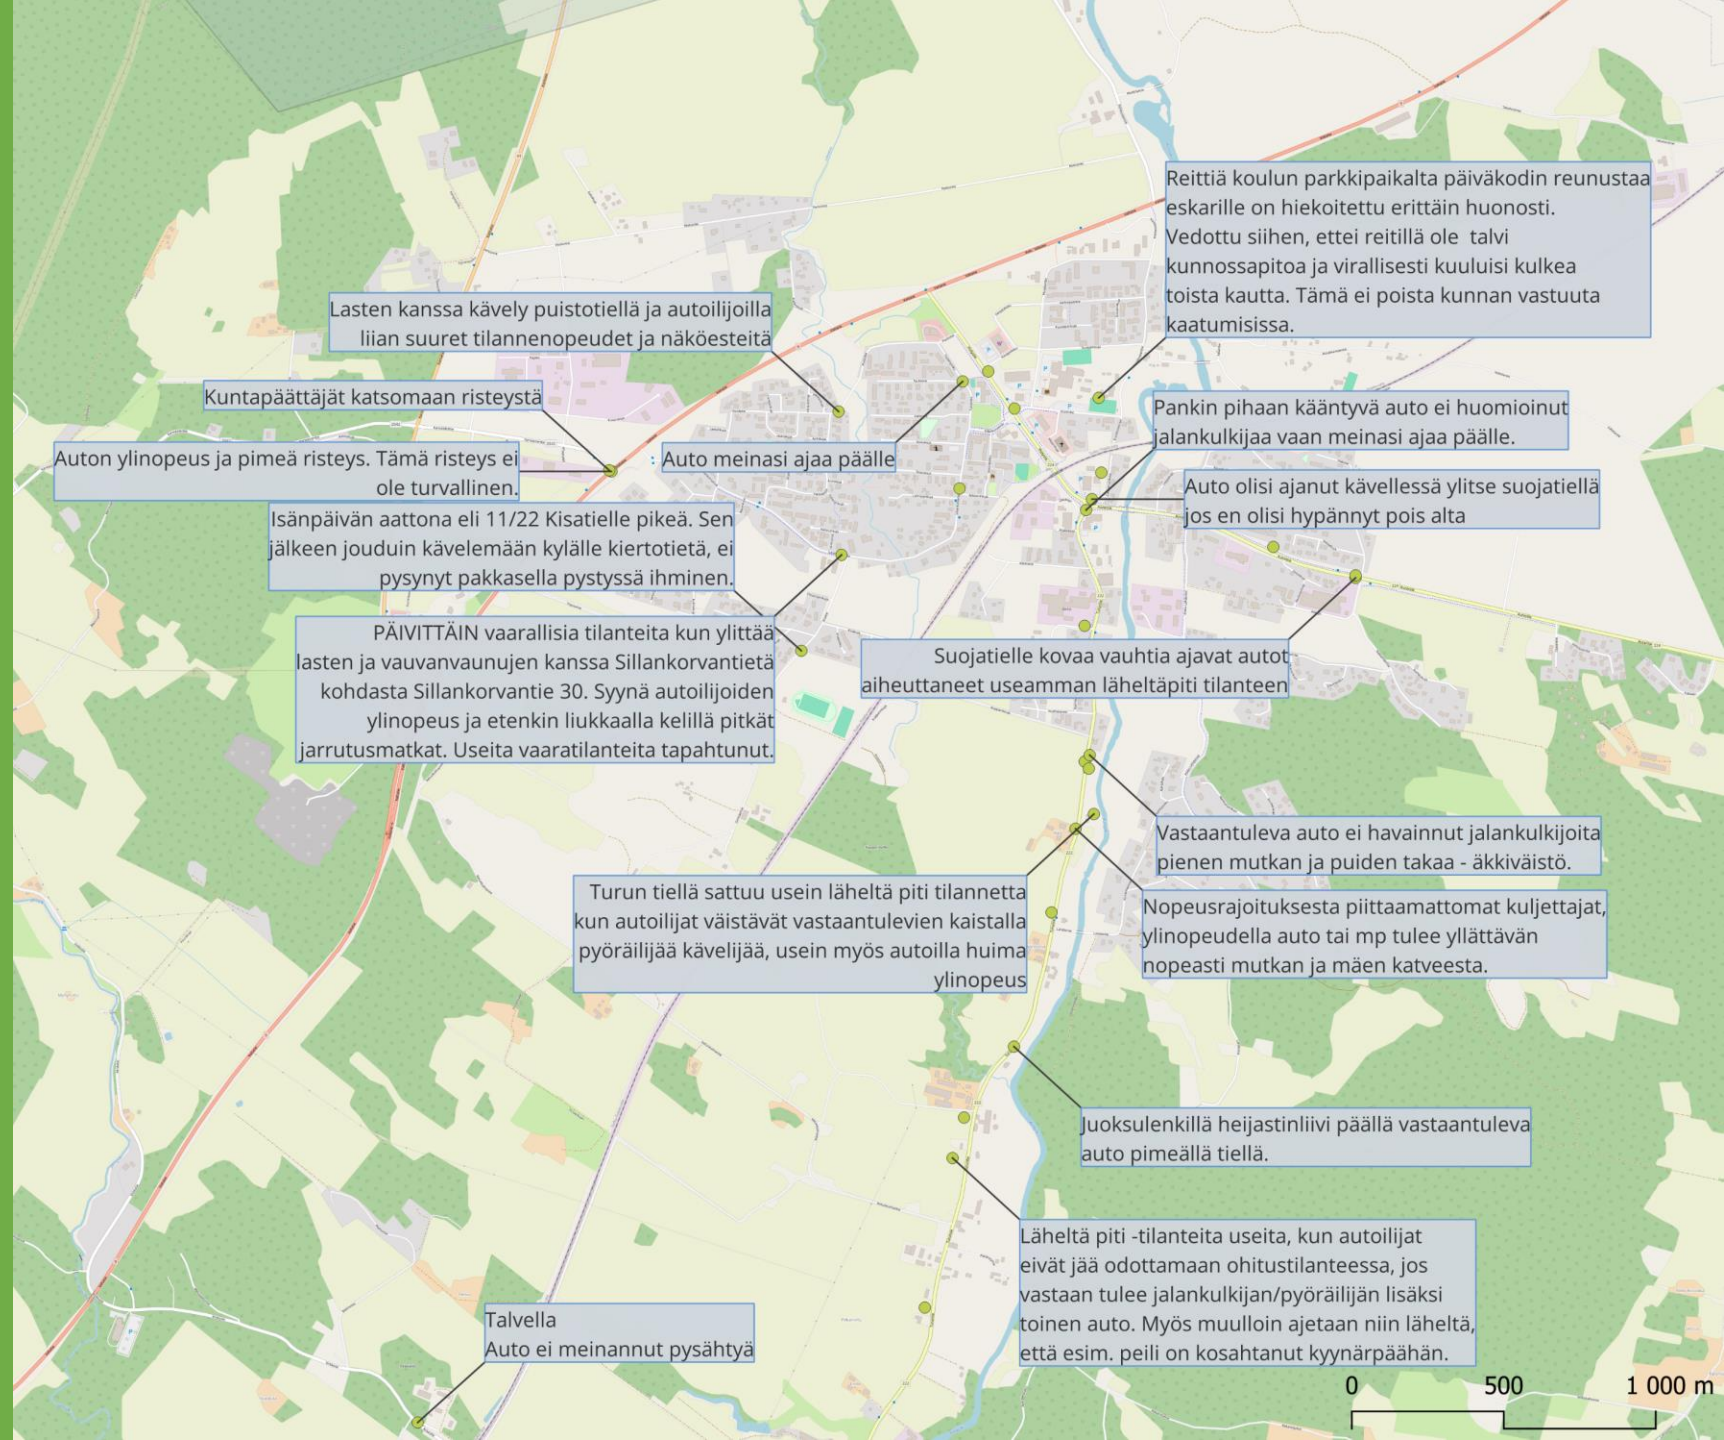 Reittiä koulun parkkipaikalta päiväkodin reunustaa
eskarille on hiekoitettu erittäin huonosti.
Vedottu siihen, ettei reitillä ole talvi
kunnossapitoa ja virallisesti kuuluisi kulkea
toista kautta. Tämä ei poista kunnan vastuuta
kaatumisissa.
Lasten kanssa kävely puistotiellä ja autoilijoilla
liian suuret tilannenopeudet ja näköesteitä
Kuntapäättäjät katsomaan risteystä
Pankin pihaan kääntyvä auto ei huomioinut
jalankulkijaa vaan meinasi ajaa päälle.
Auton ylinopeus ja pimeä risteys. Tämä risteys ei
ole turvallinen.
Auto meinasi ajaa päälle
Auto olisi ajanut kävellessä ylitse suojatiellä
jos en olisi hypännyt pois alta
Isänpäivän aattona eli 11/22 Kisatielle pikeä. Sen
jälkeen jouduin kävelemään kylälle kiertotietä, ei
pysynyt pakkasella pystyssä ihminen.
PÄIVITTÄIN vaarallisia tilanteita kun ylittää
lasten ja vauvanvaunujen kanssa Sillankorvantietä
kohdasta Sillankorvantie 30. Syynä autoilijoiden
ylinopeus ja etenkin liukkaalla kelillä pitkät
jarrutusmatkat. Useita vaaratilanteita tapahtunut.
Suojatielle kovaa vauhtia ajavat autot
aiheuttaneet useamman läheltäpiti tilanteen
Vastaantuleva auto ei havainnut jalankulkijoita
pienen mutkan ja puiden takaa - äkkiväistö.
Turun tiellä sattuu usein läheltä piti tilannetta
kun autoilijat väistävät vastaantulevien kaistalla
pyöräilijää kävelijää, usein myös autoilla huima
ylinopeus
Nopeusrajoituksesta piittaamattomat kuljettajat,
ylinopeudella auto tai mp tulee yllättävän
nopeasti mutkan ja mäen katveesta.
Juoksulenkillä heijastinliivi päällä vastaantuleva
auto pimeällä tiellä.
Läheltä piti -tilanteita useita, kun autoilijat
eivät jää odottamaan ohitustilanteessa, jos
vastaan tulee jalankulkijan/pyöräilijän lisäksi
toinen auto. Myös muulloin ajetaan niin läheltä,
että esim. peili on kosahtanut kyynärpäähän.
Talvella
Auto ei meinannut pysähtyä
0 500 1 000 m